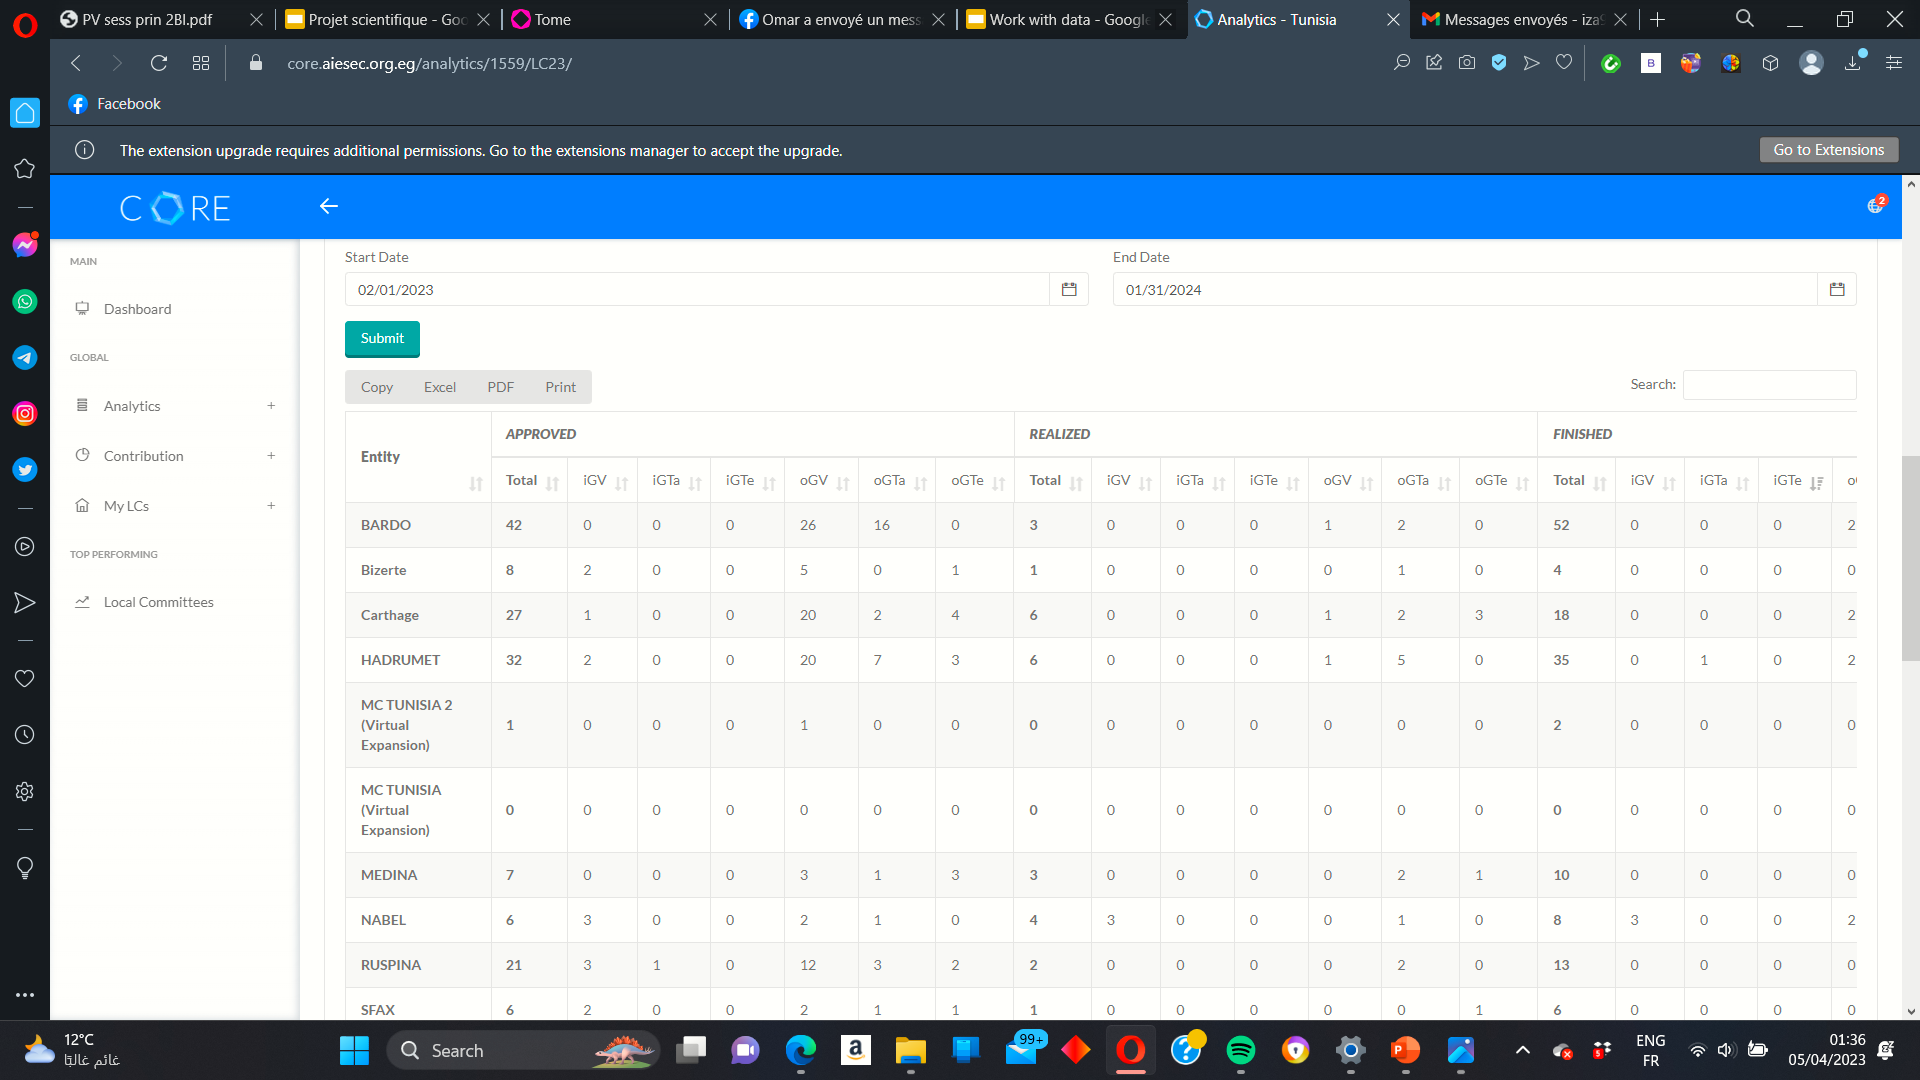 PV sess prin 2BI.pdf
Projet scientifique - Goo
Tome
Omar a envoyé un mess
Work with data - Google
Analytics - Tunisia
Messages envoyés - iza
core.aiesec.org.eg/analytics/1559/LC23/
Facebook
The extension upgrade requires additional permissions. Go to the extensions manager to accept the upgrade.
Go to Extensions
CORE
2
MAIN
Dashboard
GLOBAL
Analytics +
Contribution +
My LCs +
TOP PERFORMING
Local Committees
Start Date
02/01/2023
End Date
01/31/2024
Submit
Copy Excel PDF Print
Search:
Entity APPROVED REALIZED FINISHED
Total iGV iGTa iGTe oGV oGTa oGTe Total iGV iGTa iGTe oGV oGTa oGTe Total iGV iGTa iGTe
BARDO 42 0 0 0 26 16 0 3 0 0 0 1 2 0 52 0 0 0 2
Bizerte 8 2 0 0 5 0 1 1 0 0 0 0 1 0 4 0 0 0 0
Carthage 27 1 0 0 20 2 4 6 0 0 0 1 2 3 18 0 0 0 2
HADRUMET 32 2 0 0 20 7 3 6 0 0 0 1 5 0 35 0 1 0 2
MC TUNISIA 2
(Virtual 1 0 0 0 1 0 0 0 0 0 0 0 0 0 2 0 0 0 0
Expansion)
MC TUNISIA
(Virtual 0 0 0 0 0 0 0 0 0 0 0 0 0 0 0 0 0 0 0
Expansion)
MEDINA 7 0 0 0 3 1 3 3 0 0 0 0 2 1 10 0 0 0 0
NABEL 6 3 0 0 2 1 0 4 3 0 0 0 1 0 8 3 0 0 2
RUSPINA 21 3 1 0 12 3 2 2 0 0 0 0 2 0 13 0 0 0 0
SFAX 6 2 0 0 2 1 1 1 0 0 0 0 0 1 6 0 0 0 0
12°C
غائم غالبًا
Search
99+
ENG
FR
01:36
05/04/2023